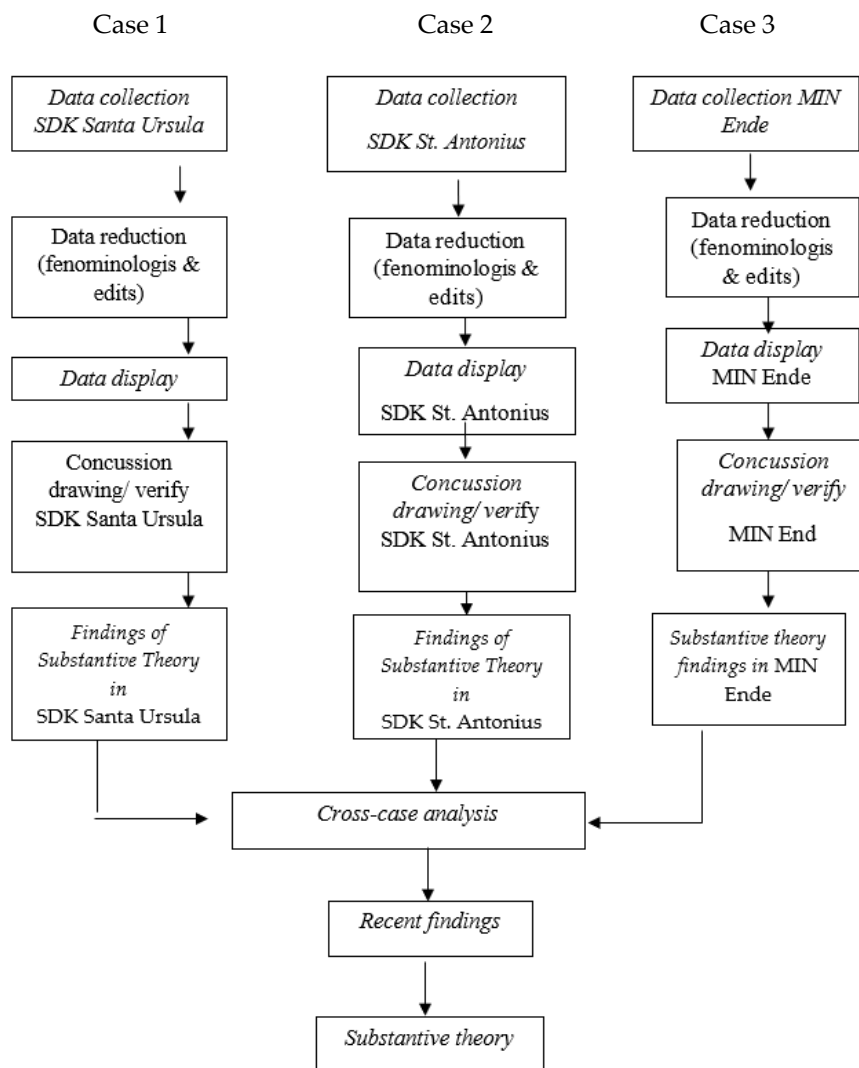 Case 1
Case 2
Case 3
Data collection
SDK Santa Ursula
Data collection
SDK St. Antonius
Data collection MIN
Ende
Data reduction
(fenominologis &
edits)
Data reduction
(fenominologis &
edits)
Data reduction
(fenominologis
& edits)
Data display
Data display
SDK St. Antonius
Data display
MIN Ende
Concussion
drawing/ verify
SDK Santa Ursula
Concussion
drawing/ verify
SDK St. Antonius
Concussion
drawing/ verify
MIN End
Findings of
Substantive Theory
in
SDK Santa Ursula
Findings of
Substantive Theory
in
SDK St. Antonius
Substantive theory
findings in MIN
Ende
Cross-case analysis
Recent findings
Substantive theory